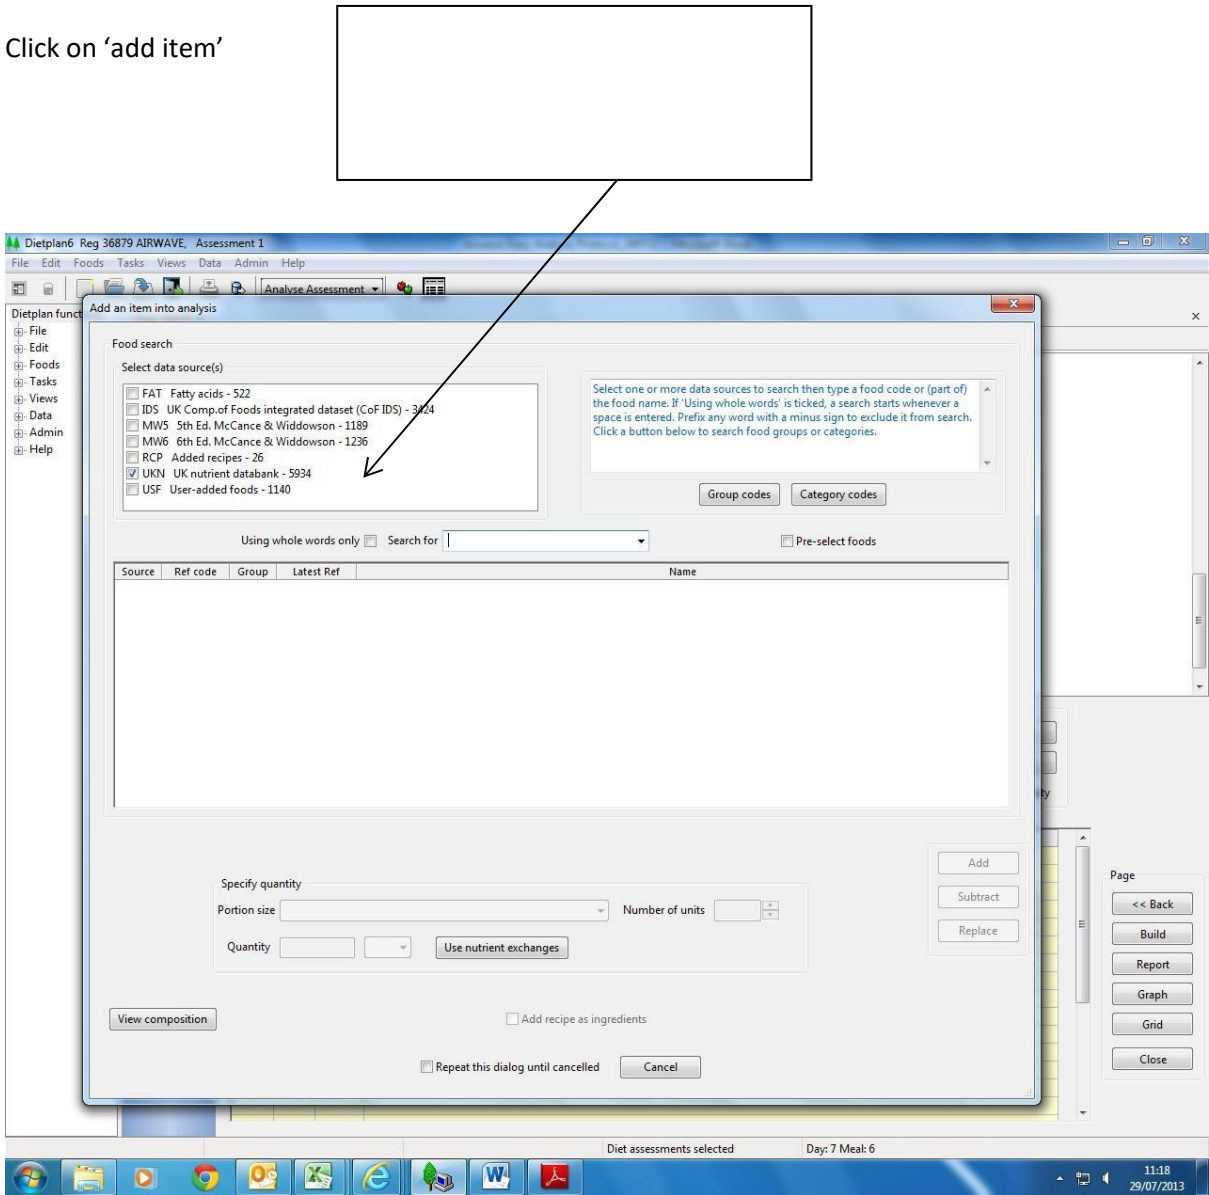 Click on ‘add item’
Dietplan6 Reg 36879 AIRWAVE, Assessment 1
File Edit Foods Tasks Views Data Admin Help
Analyse Assessment
Dietplan funct
File
Edit
Foods
Tasks
Views
Data
Admin
Help
Add an item into analysis
Food search
Select data source(s)
FAT Fatty acids - 522
IDS UK Comp.of Foods integrated dataset (CoF IDS) - 3424
MW5 5th Ed. McCance & Widdowson - 1189
MW6 6th Ed. McCance & Widdowson - 1236
RCP Added recipes - 26
UKN UK nutrient databank - 5934
USF User-added foods - 1140
Select one or more data sources to search then type a food code or (part of)
the food name. If 'Using whole words' is ticked, a search starts whenever a
space is entered. Prefix any word with a minus sign to exclude it from search.
Click a button below to search food groups or categories.
Group codes Category codes
Using whole words only Search for Pre-select foods
Source Ref code Group Latest Ref Name
Add
Subtract
Replace
Specify quantity
Portion size Number of units
Quantity Use nutrient exchanges
View composition Add recipe as ingredients
Repeat this dialog until cancelled Cancel
ty
Page
<< Back
Build
Report
Graph
Grid
Close
Diet assessments selected Day: 7 Meal: 6
11:18
29/07/2013